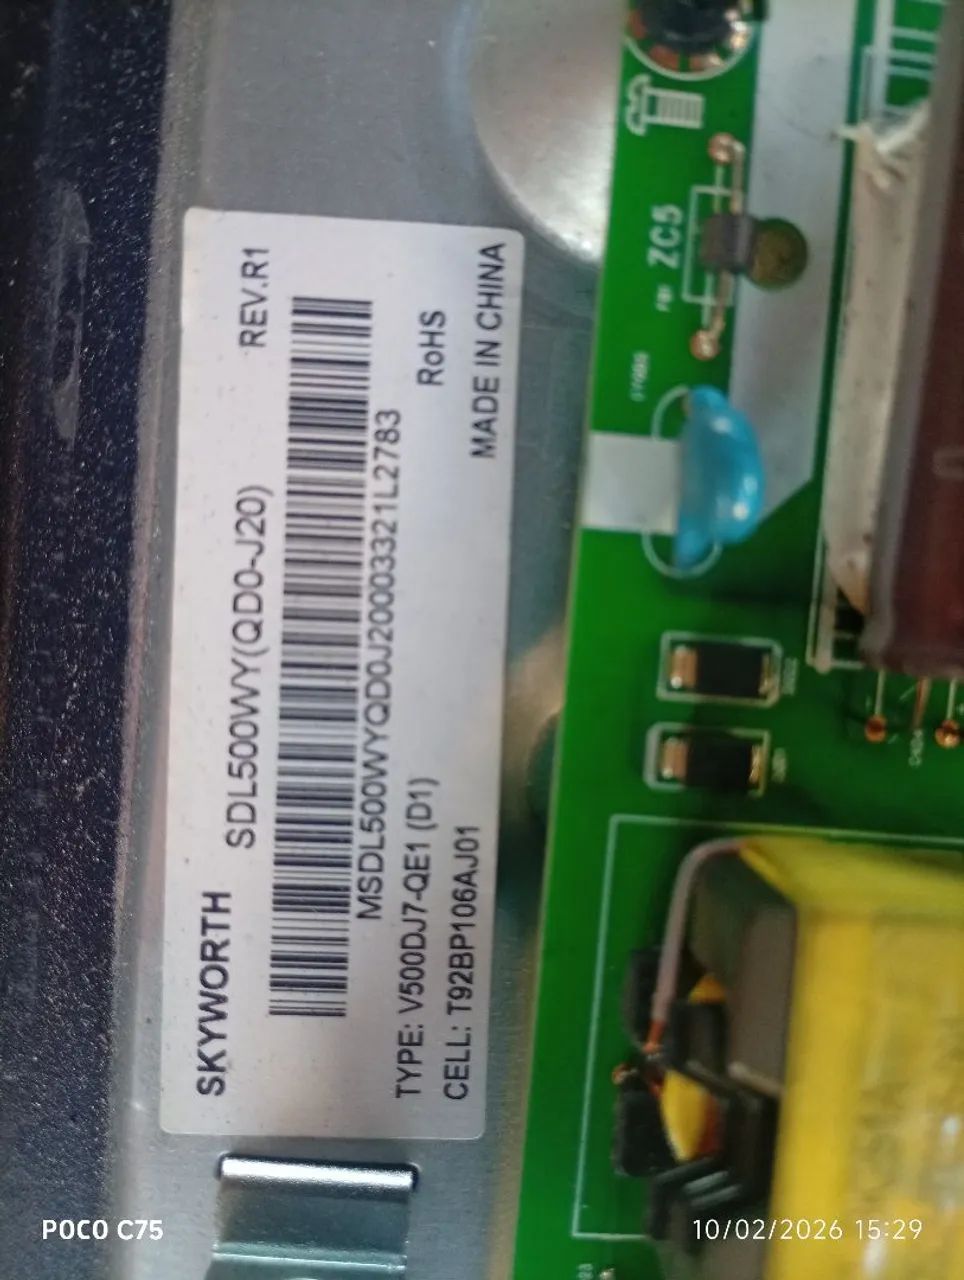 SKYWORTH
SDL500WY(QD0-J20)
REV.R1
MSDL500WYQD0J20003321L2783
TYPE: V500DJ7-QE1 (D1)
RoHS
CELL: T92BP106AJ01
MADE IN CHINA
ZC5
POCO C75
10/02/2026 15:29